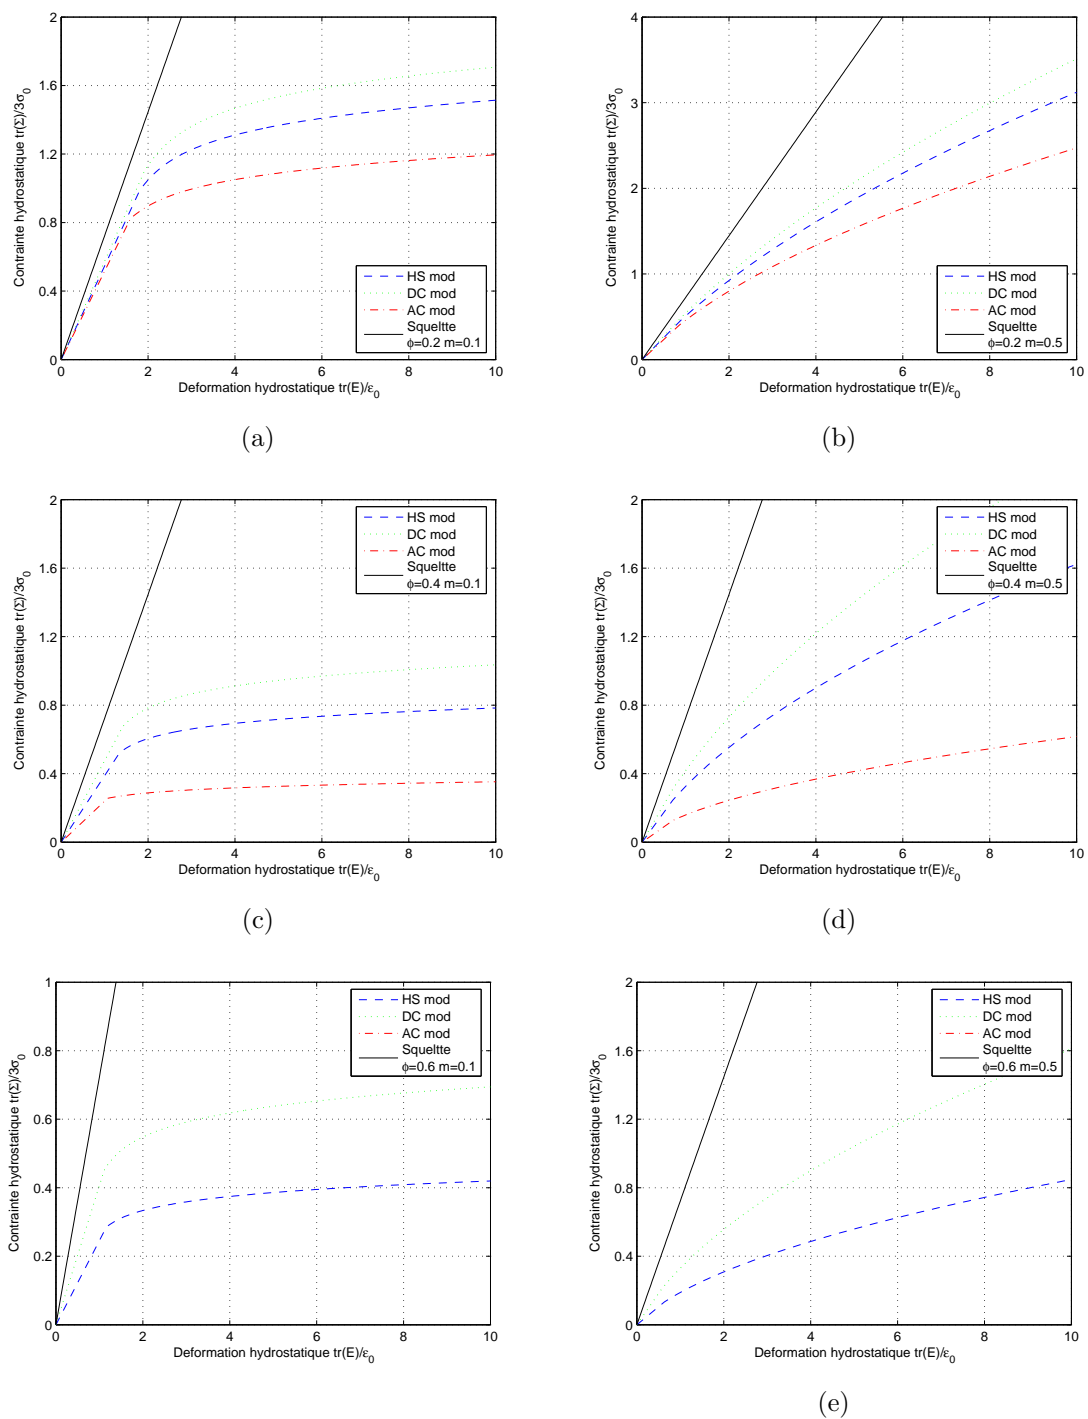 2
1.6
1.2
0.8
0.4
0
0 2 4 6 8 10
Contrainte hydrostatique tr(Σ)/3σ0
Deformation hydrostatique tr(E)/ε0
HS mod
DC mod
AC mod
Squeltte
ϕ=0.2 m=0.1
(a)
4
3
2
1
0
0 2 4 6 8 10
Contrainte hydrostatique tr(Σ)/3σ0
Deformation hydrostatique tr(E)/ε0
HS mod
DC mod
AC mod
Squeltte
ϕ=0.2 m=0.5
(b)
2
1.6
1.2
0.8
0.4
0
0 2 4 6 8 10
Contrainte hydrostatique tr(Σ)/3σ0
Deformation hydrostatique tr(E)/ε0
HS mod
DC mod
AC mod
Squeltte
ϕ=0.4 m=0.1
(c)
2
1.6
1.2
0.8
0.4
0
0 2 4 6 8 10
Contrainte hydrostatique tr(Σ)/3σ0
Deformation hydrostatique tr(E)/ε0
HS mod
DC mod
AC mod
Squeltte
ϕ=0.4 m=0.5
(d)
1
0.8
0.6
0.4
0.2
0
0 2 4 6 8 10
Contrainte hydrostatique tr(Σ)/3σ0
Deformation hydrostatique tr(E)/ε0
HS mod
DC mod
AC mod
Squeltte
ϕ=0.6 m=0.1
2
1.6
1.2
0.8
0.4
0
0 2 4 6 8 10
Contrainte hydrostatique tr(Σ)/3σ0
Deformation hydrostatique tr(E)/ε0
HS mod
DC mod
AC mod
Squeltte
ϕ=0.6 m=0.5
(e)